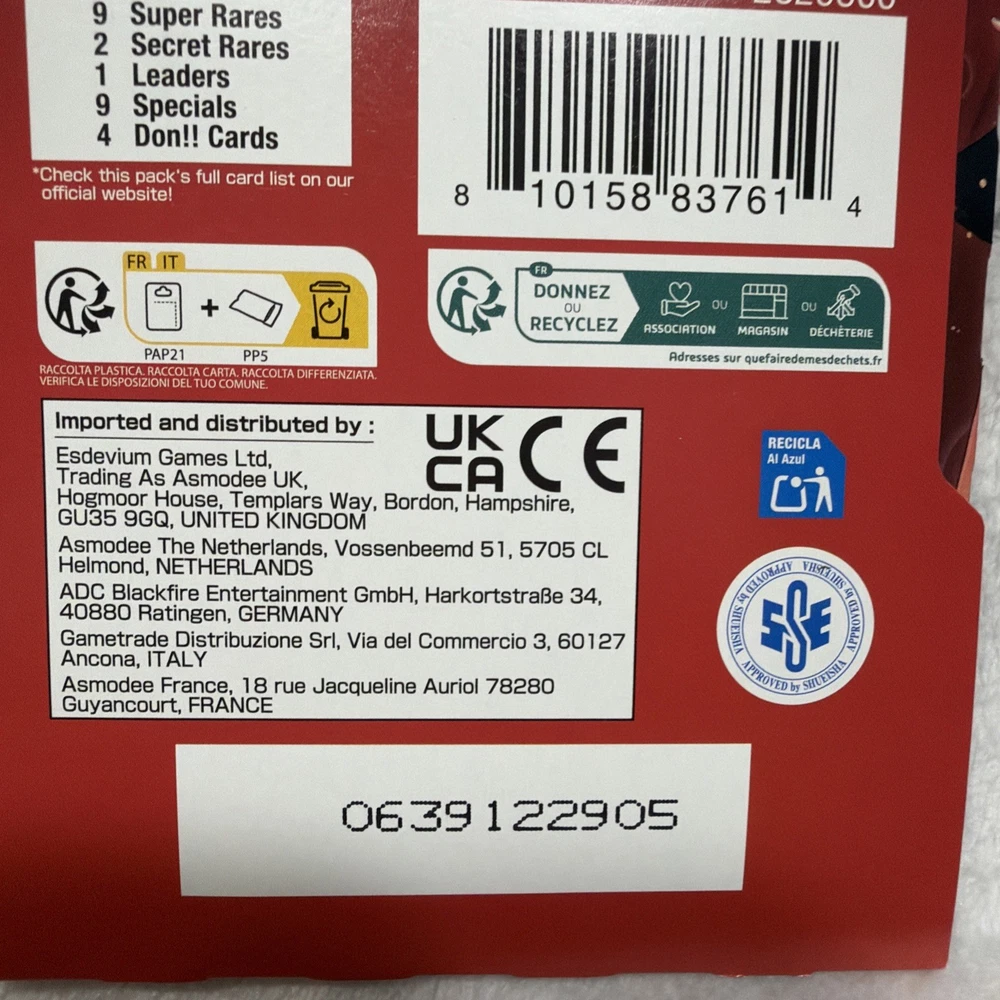 9 Super Rares
2 Secret Rares
1 Leaders
9 Specials
4 Don!! Cards
*Check this pack's full card list on our
official website!
8 10158 83761 4
FR IT
PAP21 + PP5
RACCOLTA PLASTICA. RACCOLTA CARTA. RACCOLTA DIFFERENZIATA.
VERIFICA LE DISPOSIZIONI DEL TUO COMUNE.
FR
DONNEZ
OU
RECYCLEZ
ASSOCIATION OU MAGASIN OU DÉCHÈTERIE
Adresses sur quefairedemesdechets.fr
Imported and distributed by :
UK
CA CE
Esdevium Games Ltd,
Trading As Asmodee UK,
Hogmoor House, Templars Way, Bordon, Hampshire,
GU35 9GQ, UNITED KINGDOM
Asmodee The Netherlands, Vossenbeemd 51, 5705 CL
Helmond, NETHERLANDS
ADC Blackfire Entertainment GmbH, Harkortstraße 34,
40880 Ratingen, GERMANY
Gametrade Distribuzione Srl, Via del Commercio 3, 60127
Ancona, ITALY
Asmodee France, 18 rue Jacqueline Auriol 78280
Guyancourt, FRANCE
RECICLA
Al Azul
APPROVED by SHUEISHA APPROVED by SHUEISHA APPROVED by SHUEISHA
SSE
0639122905